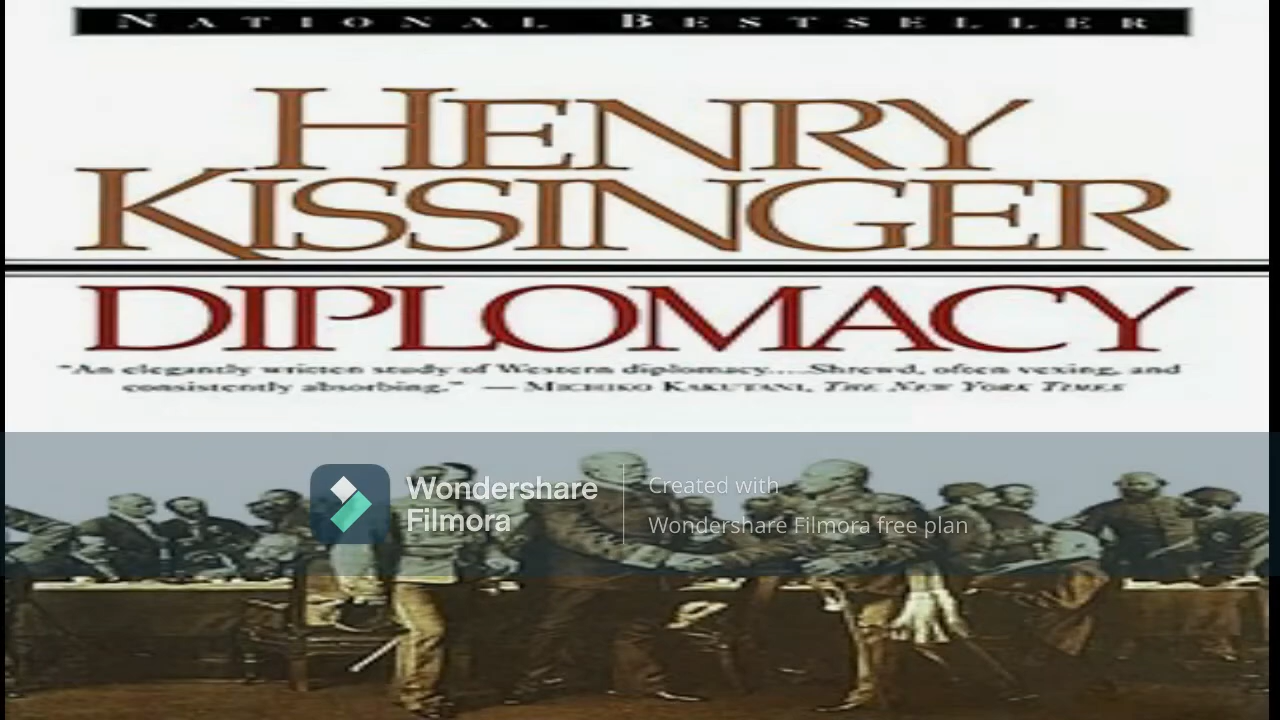 NATIONAL BESTSELLER
HENRY
KISSINGER
DIPLOMACY
"An elegantly written study of Western diplomacy....Shrewd, often vexing, and
consistently absorbing." — MICHIKO KAKUTANI, THE NEW YORK TIMES
Wondershare
Filmora
Created with
Wondershare Filmora free plan